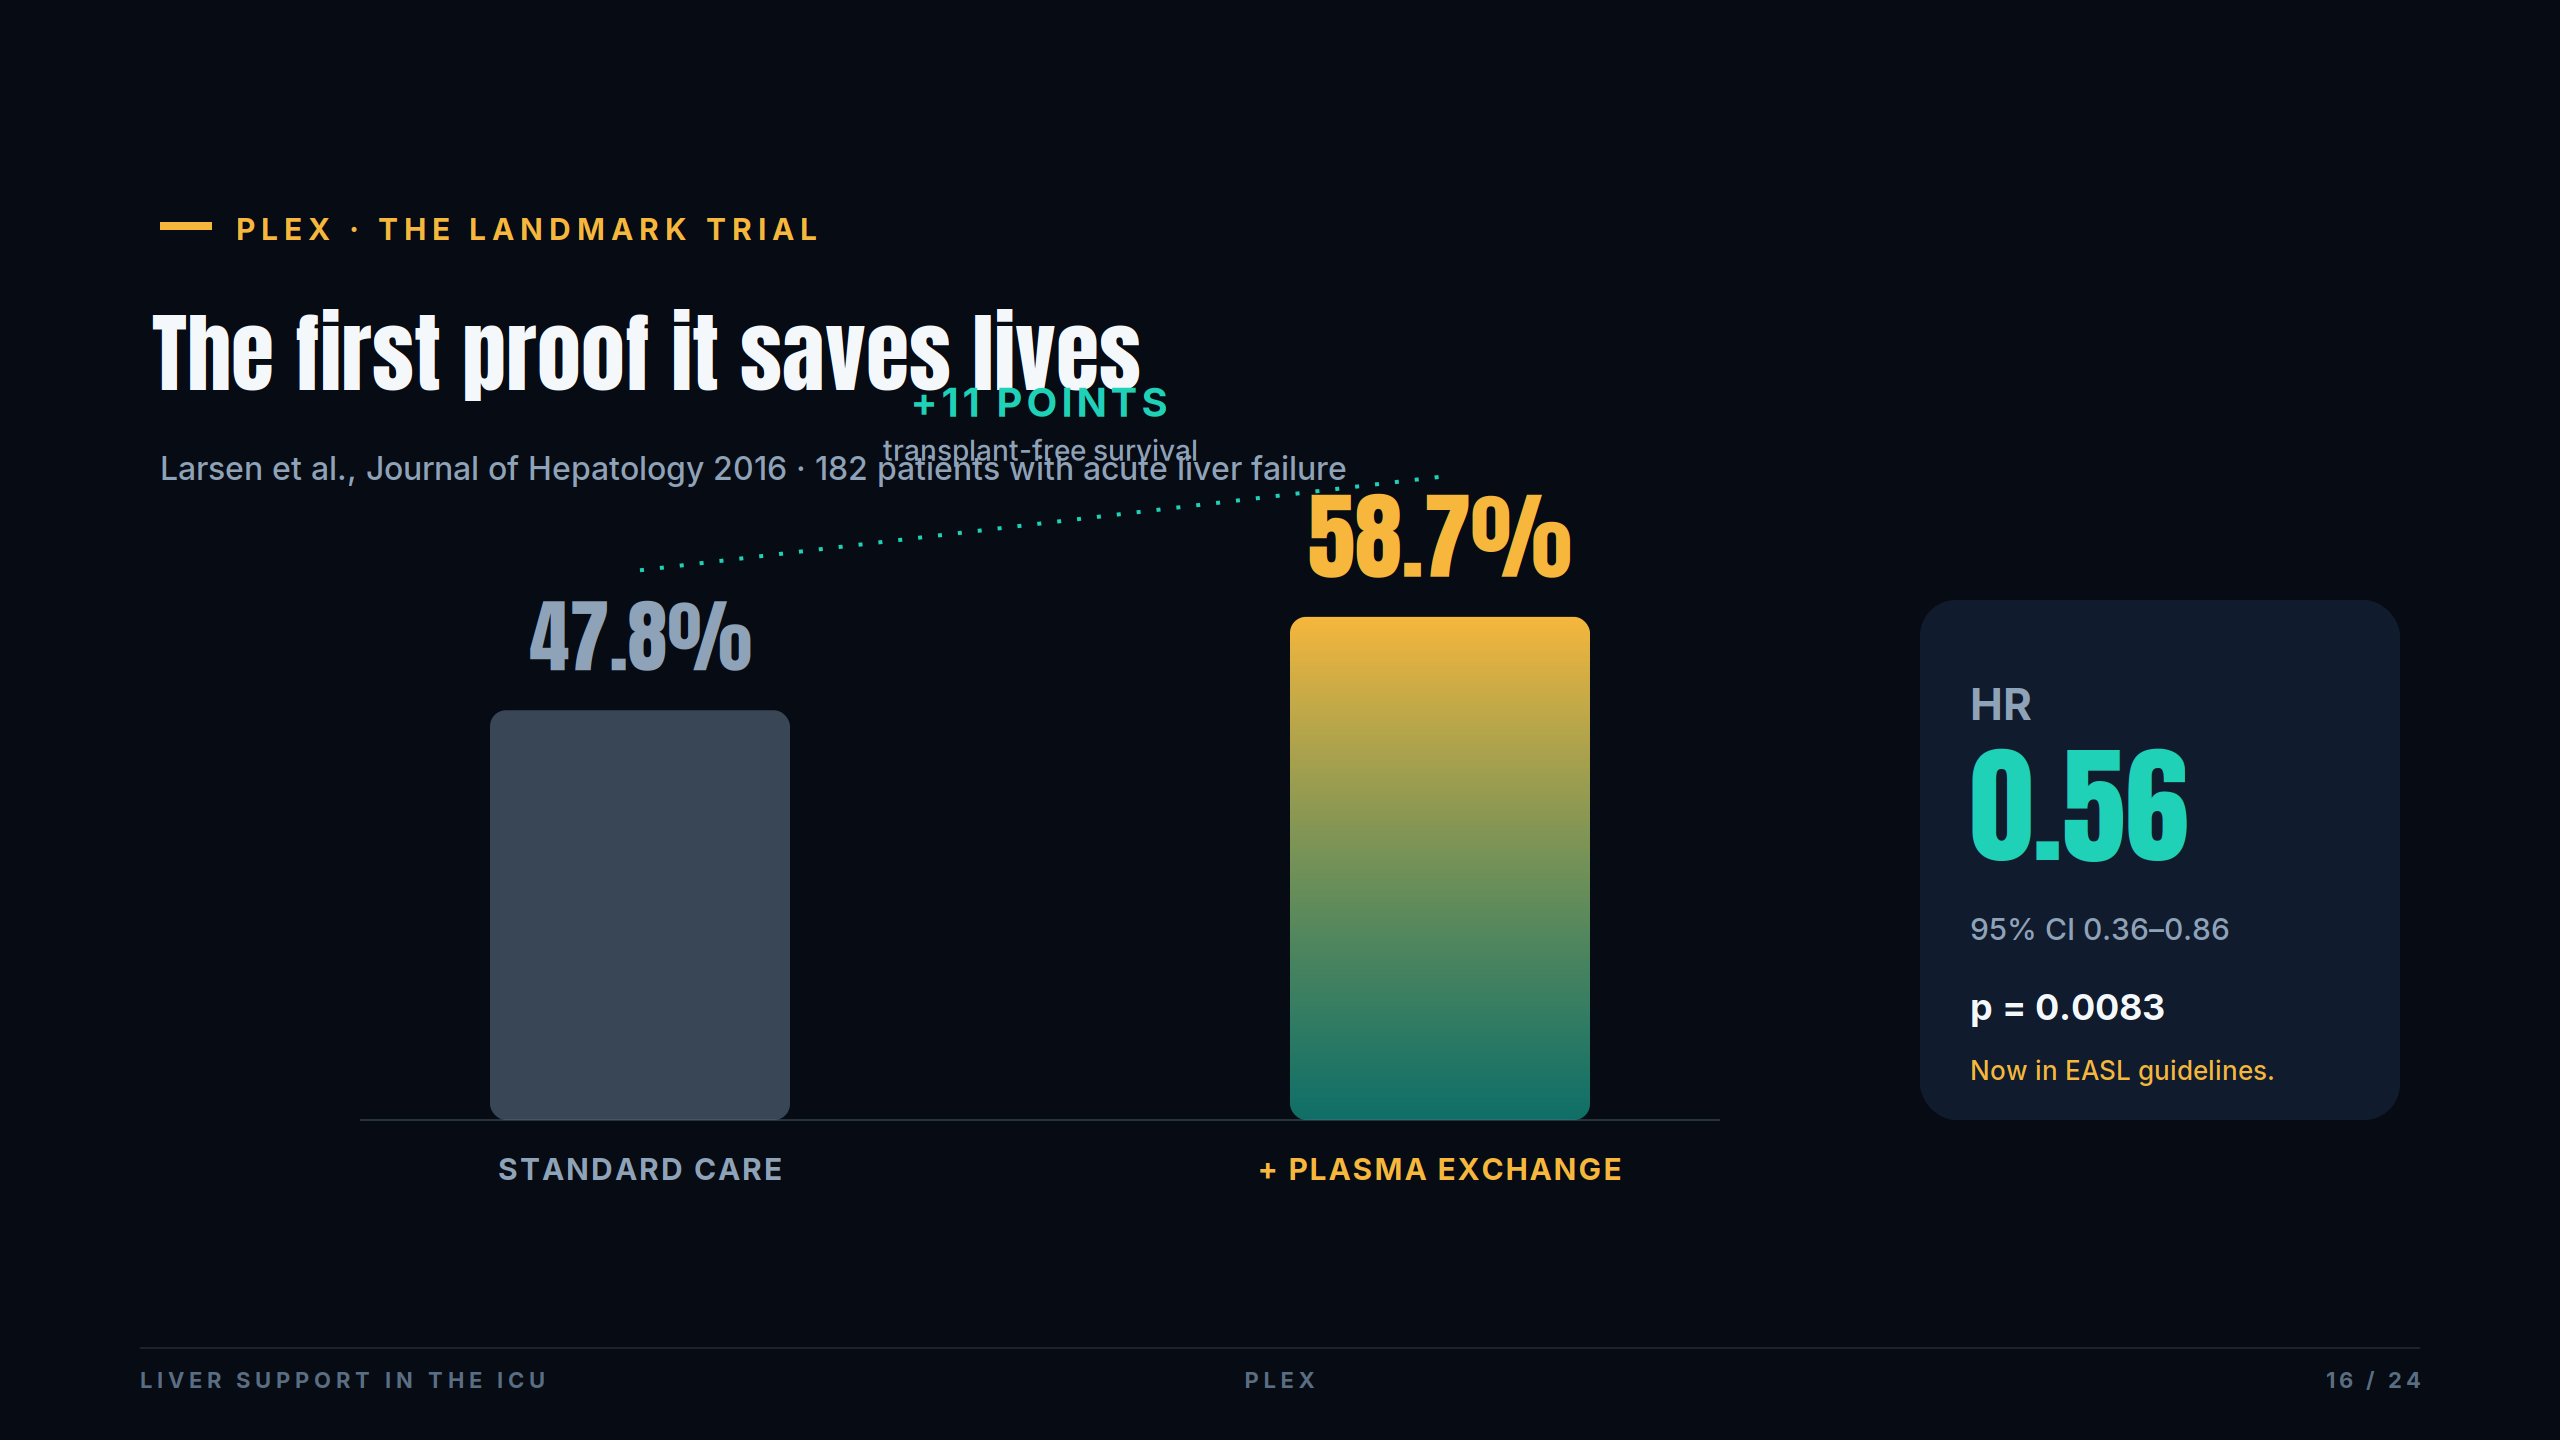 PLEX · THE LANDMARK TRIAL
The first proof it saves lives
+11 POINTS
transplant-free survival
Larsen et al., Journal of Hepatology 2016 · 182 patients with acute liver failure
58.7%
47.8%
HR
0.56
95% CI 0.36–0.86
p = 0.0083
Now in EASL guidelines.
STANDARD CARE
+ PLASMA EXCHANGE
LIVER SUPPORT IN THE ICU
PLEX
16 / 24